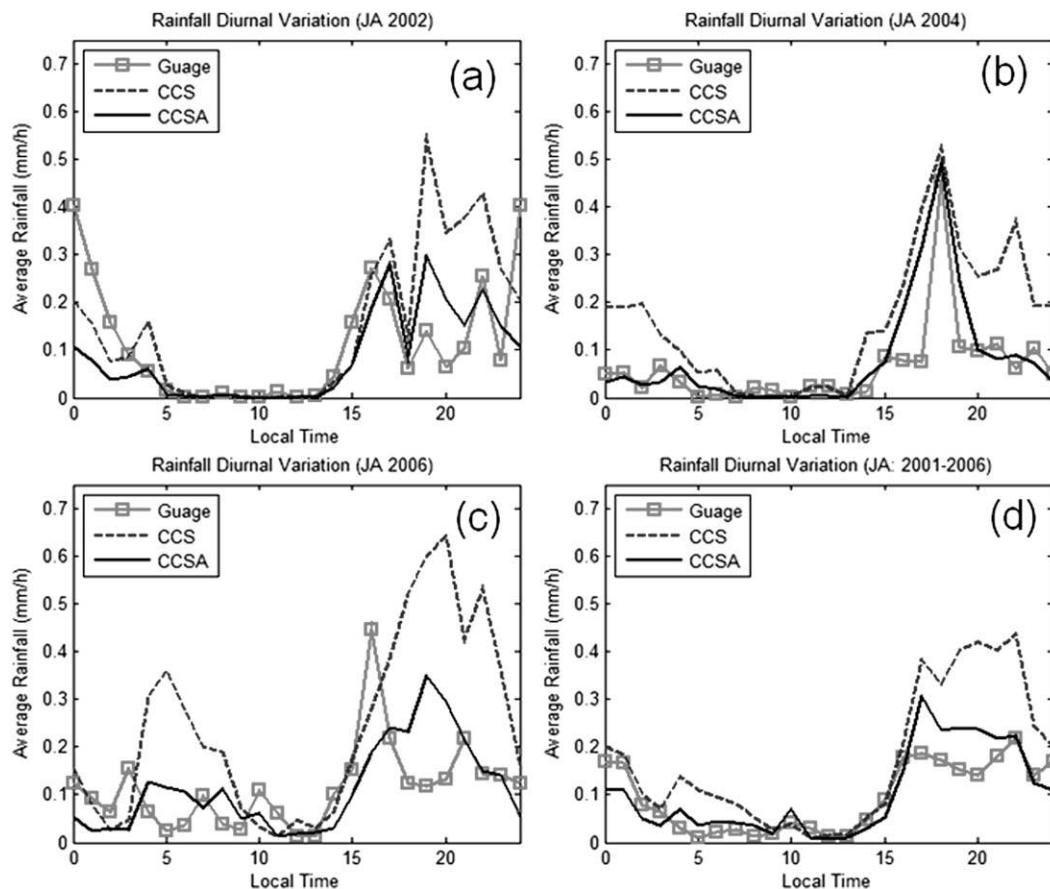 Rainfall Diurnal Variation (JA 2002)
(a)
Guage
CCS
CCSA
Average Rainfall (mm/h)
0.7
0.6
0.5
0.4
0.3
0.2
0.1
0
0 5 10 15 20
Local Time
Rainfall Diurnal Variation (JA 2004)
(b)
Guage
CCS
CCSA
Average Rainfall (mm/h)
0.7
0.6
0.5
0.4
0.3
0.2
0.1
0
0 5 10 15 20
Local Time
Rainfall Diurnal Variation (JA 2006)
(c)
Guage
CCS
CCSA
Average Rainfall (mm/h)
0.7
0.6
0.5
0.4
0.3
0.2
0.1
0
0 5 10 15 20
Local Time
Rainfall Diurnal Variation (JA: 2001-2006)
(d)
Guage
CCS
CCSA
Average Rainfall (mm/h)
0.7
0.6
0.5
0.4
0.3
0.2
0.1
0
0 5 10 15 20
Local Time